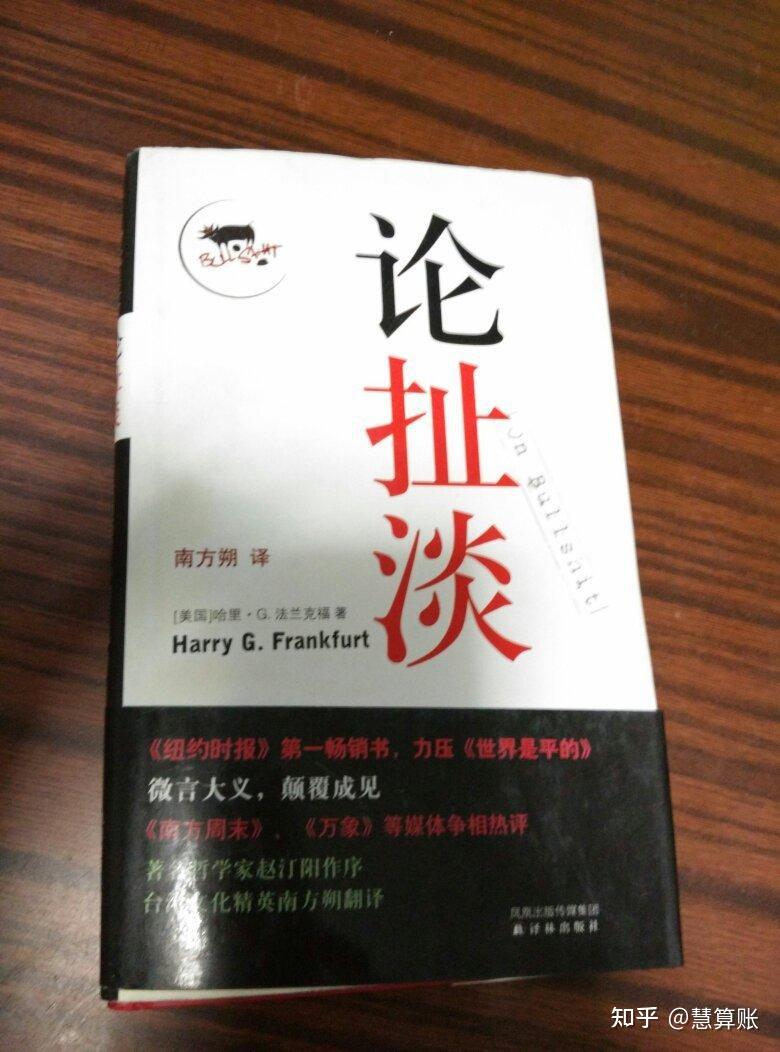 BULLSHIT
论扯淡
On Bullshit
南方朔 译
[美国]哈里·G. 法兰克福 著
Harry G. Frankfurt
《纽约时报》第一畅销书，力压《世界是平的》
微言大义，颠覆成见
《南方周末》、《万象》等媒体争相热评
著名哲学家赵汀阳作序
台湾文化精英南方朔翻译
凤凰出版传媒集团
译林出版社
知乎 @慧算账